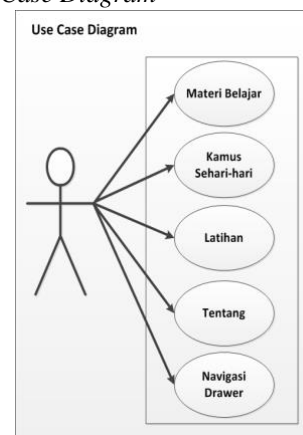 Case Diagram
Use Case Diagram
Materi Belajar
Kamus
Sehari-hari
Latihan
Tentang
Navigasi
Drawer